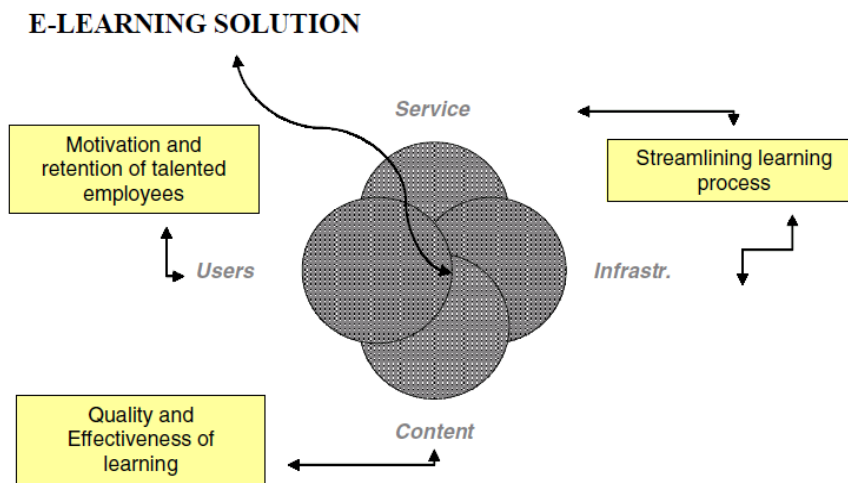 E-LEARNING SOLUTION
Service
Motivation and
retention of talented
employees
Streamlining learning
process
Users
Infrastr.
Quality and
Effectiveness of
learning
Content